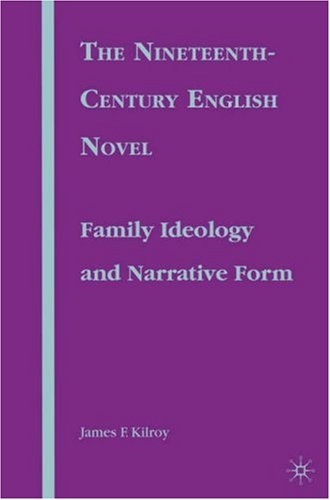 The Nineteenth-
Century English
Novel
Family Ideology
and Narrative Form
James F. Kilroy